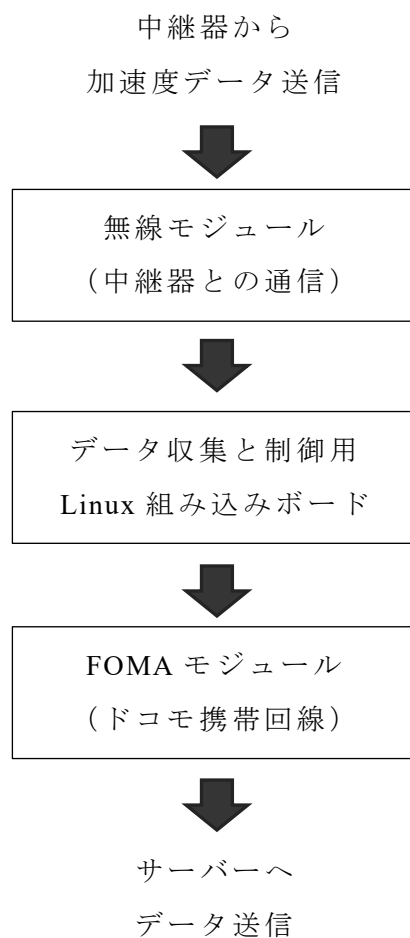 中継器から
加速度データ送信
無線モジュール
（中継器との通信）
データ収集と制御用
Linux 組み込みボード
FOMA モジュール
（ドコモ携帯回線）
サーバーへ
データ送信